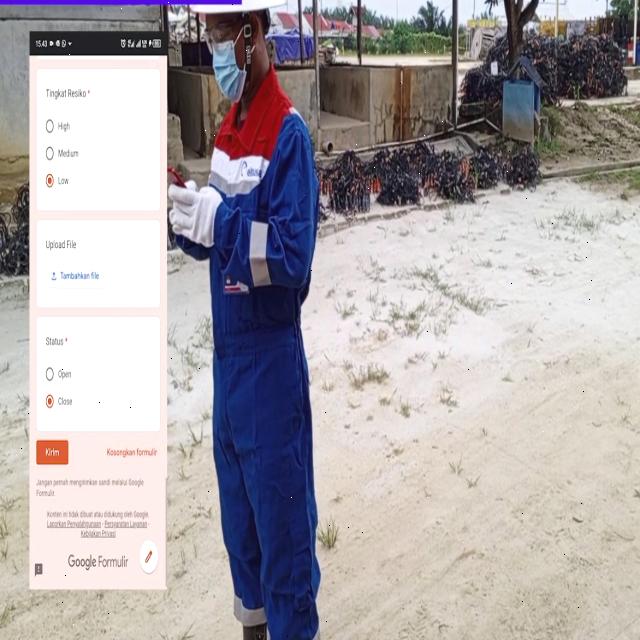 15.43
Tingkat Resiko *
High
Medium
Low
Upload File
Tambahkan file
Status *
Open
Close
Kirim
Kosongkan formulir
Jangan pernah mengirimkan sandi melalui Google
Formulir.
Konten ini tidak dibuat atau didukung oleh Google.
Laporkan Penyalahgunaan - Persyaratan Layanan -
Kebijakan Privasi
Google Formulir